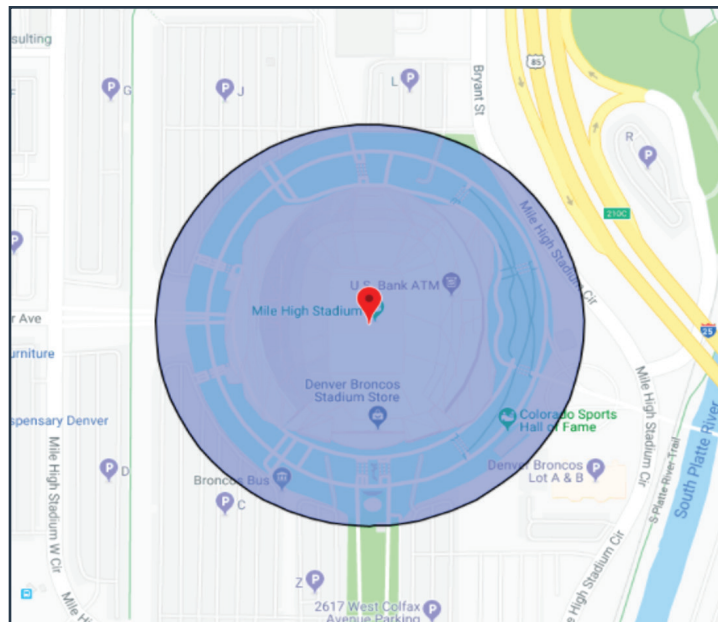 sulting
G
J
L
Bryant St
85
R
210C
Mile High Stadium Cir
U.S. Bank ATM
Mile High Stadium
r Ave
urniture
25
Denver Broncos
Stadium Store
Colorado Sports
Hall of Fame
spensary Denver
Mile High Stadium Cir
D
Broncos Bus
Denver Broncos
Lot A & B
C
S Platte River Trail
South Platte River
Mile High Stadium W Cir
e High Stadium Cir
Z
2617 West Colfax
Avenue Parking
Mile H